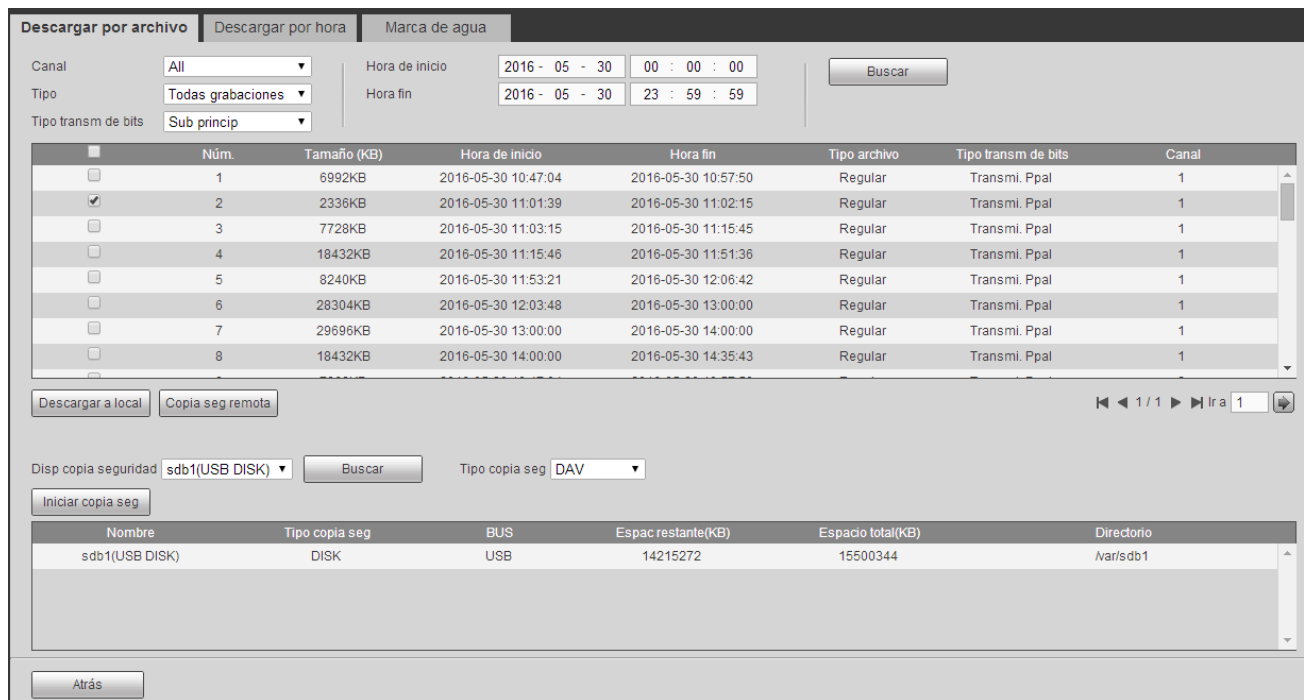 Descargar por archivo Descargar por hora Marca de agua
Canal All Hora de inicio 2016 - 05 - 30 00 : 00 : 00 Buscar
Tipo Todas grabaciones Hora fin 2016 - 05 - 30 23 : 59 : 59
Tipo transm de bits Sub princip
Núm. Tamaño (KB) Hora de inicio Hora fin Tipo archivo Tipo transm de bits Canal
1 6992KB 2016-05-30 10:47:04 2016-05-30 10:57:50 Regular Transmi. Ppal 1
2 2336KB 2016-05-30 11:01:39 2016-05-30 11:02:15 Regular Transmi. Ppal 1
3 7728KB 2016-05-30 11:03:15 2016-05-30 11:15:45 Regular Transmi. Ppal 1
4 18432KB 2016-05-30 11:15:46 2016-05-30 11:51:36 Regular Transmi. Ppal 1
5 8240KB 2016-05-30 11:53:21 2016-05-30 12:06:42 Regular Transmi. Ppal 1
6 28304KB 2016-05-30 12:03:48 2016-05-30 13:00:00 Regular Transmi. Ppal 1
7 29696KB 2016-05-30 13:00:00 2016-05-30 14:00:00 Regular Transmi. Ppal 1
8 18432KB 2016-05-30 14:00:00 2016-05-30 14:35:43 Regular Transmi. Ppal 1
Descargar a local Copia seg remota 1 / 1 Ir a 1
Disp copia seguridad sdb1(USB DISK) Buscar Tipo copia seg DAV
Iniciar copia seg
Nombre Tipo copia seg BUS Espac restante(KB) Espacio total(KB) Directorio
sdb1(USB DISK) DISK USB 14215272 15500344 /var/sdb1
Atrás